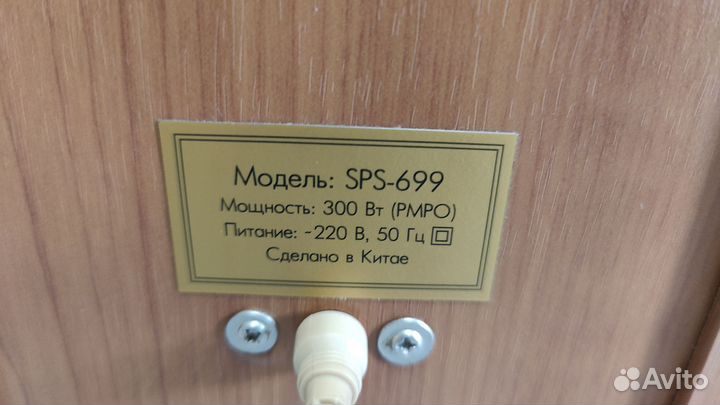 Модель: SPS-699
Мощность: 300 Вт (PMPO)
Питание: ~220 В, 50 Гц
Сделано в Китае
Avito